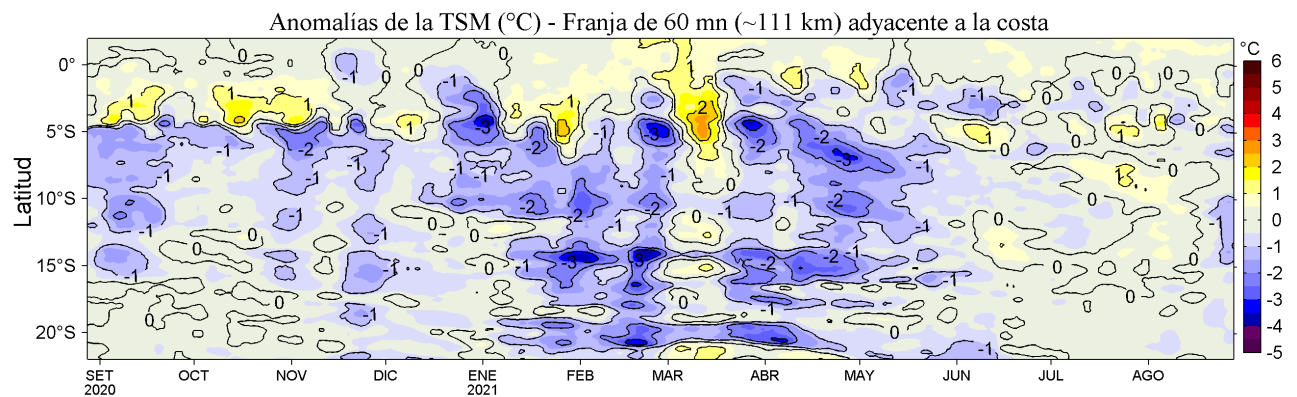 Anomalías de la TSM (°C) - Franja de 60 mn (~111 km) adyacente a la costa
°C
Latitud
0°
5°S
10°S
15°S
20°S
SET OCT NOV DIC ENE FEB MAR ABR MAY JUN JUL AGO
2020 2021
6
5
4
3
2
1
0
-1
-2
-3
-4
-5